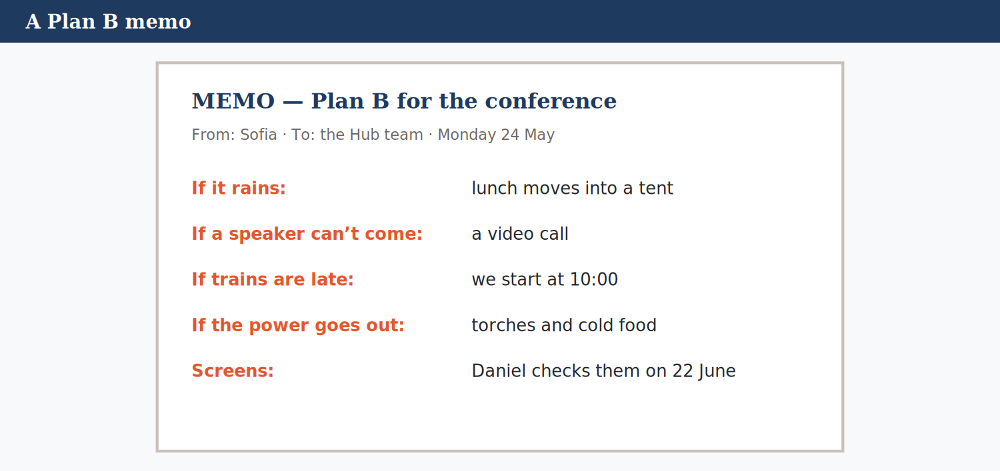 A Plan B memo
MEMO — Plan B for the conference
From: Sofia · To: the Hub team · Monday 24 May
If it rains: lunch moves into a tent
If a speaker can’t come: a video call
If trains are late: we start at 10:00
If the power goes out: torches and cold food
Screens: Daniel checks them on 22 June